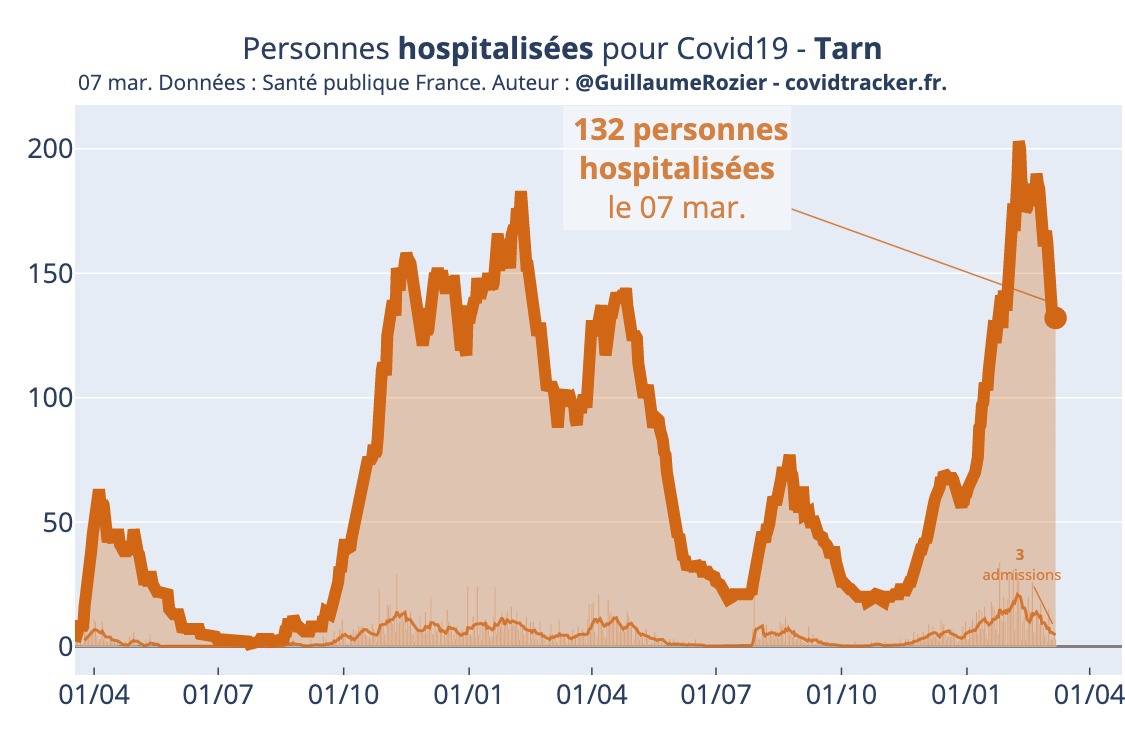 Personnes hospitalisées pour Covid19 - Tarn
07 mar. Données : Santé publique France. Auteur : @GuillaumeRozier - covidtracker.fr.
132 personnes
hospitalisées
le 07 mar.
200
150
100
50
0
3
admissions
01/04 01/07 01/10 01/01 01/04 01/07 01/10 01/01 01/04